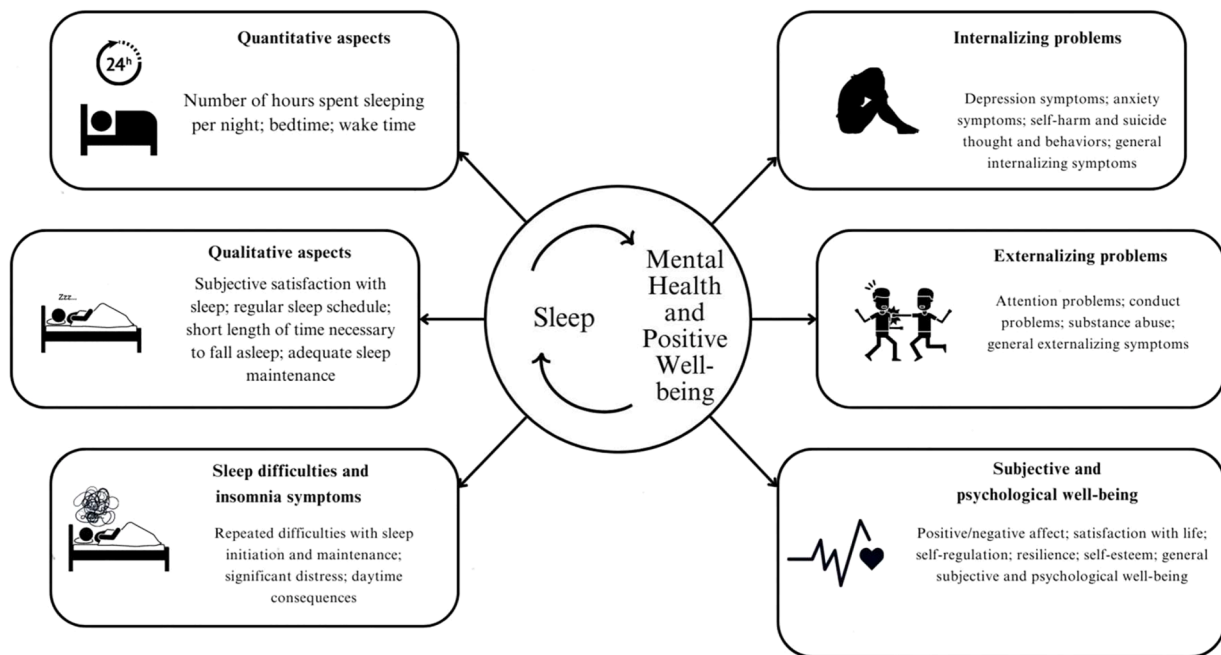 Quantitative aspects
24h
Number of hours spent sleeping
per night; bedtime; wake time
Qualitative aspects
Zzz...
Subjective satisfaction with
sleep; regular sleep schedule;
short length of time necessary
to fall asleep; adequate sleep
maintenance
Sleep difficulties and
insomnia symptoms
Repeated difficulties with sleep
initiation and maintenance;
significant distress; daytime
consequences
Sleep
Mental
Health
and
Positive
Well-
being
Internalizing problems
Depression symptoms; anxiety
symptoms; self-harm and suicide
thought and behaviors; general
internalizing symptoms
Externalizing problems
Attention problems; conduct
problems; substance abuse;
general externalizing symptoms
Subjective and
psychological well-being
Positive/negative affect; satisfaction with life;
self-regulation; resilience; self-esteem; general
subjective and psychological well-being